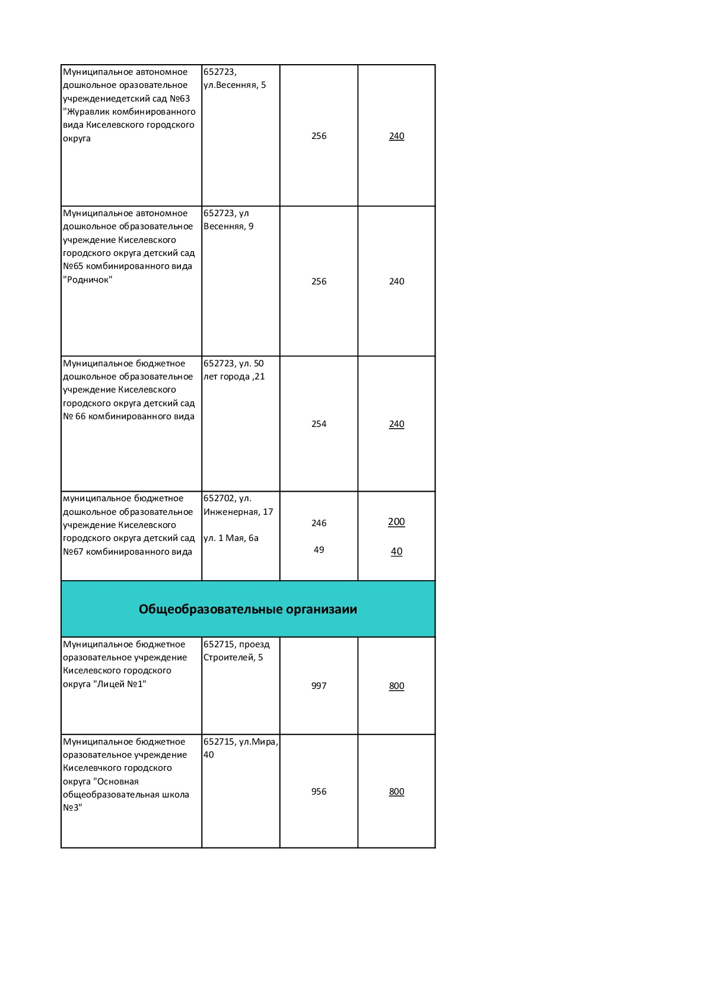 Муниципальное автономное
дошкольное оразовательное
учреждениедетский сад №63
"Журавлик комбинированного
вида Киселевского городского
округа
652723,
ул.Весенняя, 5
256
240
Муниципальное автономное
дошкольное образовательное
учреждение Киселевского
городского округа детский сад
№65 комбинированного вида
"Родничок"
652723, ул
Весенняя, 9
256
240
Муниципальное бюджетное
дошкольное образовательное
учреждение Киселевского
городского округа детский сад
№ 66 комбинированного вида
652723, ул. 50
лет города ,21
254
240
муниципальное бюджетное
дошкольное образовательное
учреждение Киселевского
городского округа детский сад
№67 комбинированного вида
652702, ул.
Инженерная, 17
ул. 1 Мая, 6а
246
49
200
40
Общеобразовательные организаии
Муниципальное бюджетное
оразовательное учреждение
Киселевского городского
округа "Лицей №1"
652715, проезд
Строителей, 5
997
800
Муниципальное бюджетное
оразовательное учреждение
Киселевчкого городского
округа "Основная
общеобразовательная школа
№3"
652715, ул.Мира,
40
956
800